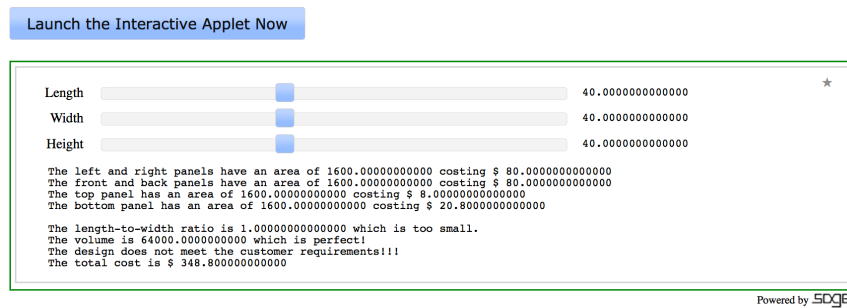 Launch the Interactive Applet Now
Length 40.0000000000000
Width 40.0000000000000
Height 40.0000000000000
The left and right panels have an area of 1600.00000000000 costing $ 80.0000000000000
The front and back panels have an area of 1600.00000000000 costing $ 80.0000000000000
The top panel has an area of 1600.00000000000 costing $ 8.00000000000000
The bottom panel has an area of 1600.00000000000 costing $ 20.8000000000000
The length-to-width ratio is 1.00000000000000 which is too small.
The volume is 64000.0000000000 which is perfect!
The design does not meet the customer requirements!!!
The total cost is $ 348.800000000000
Powered by